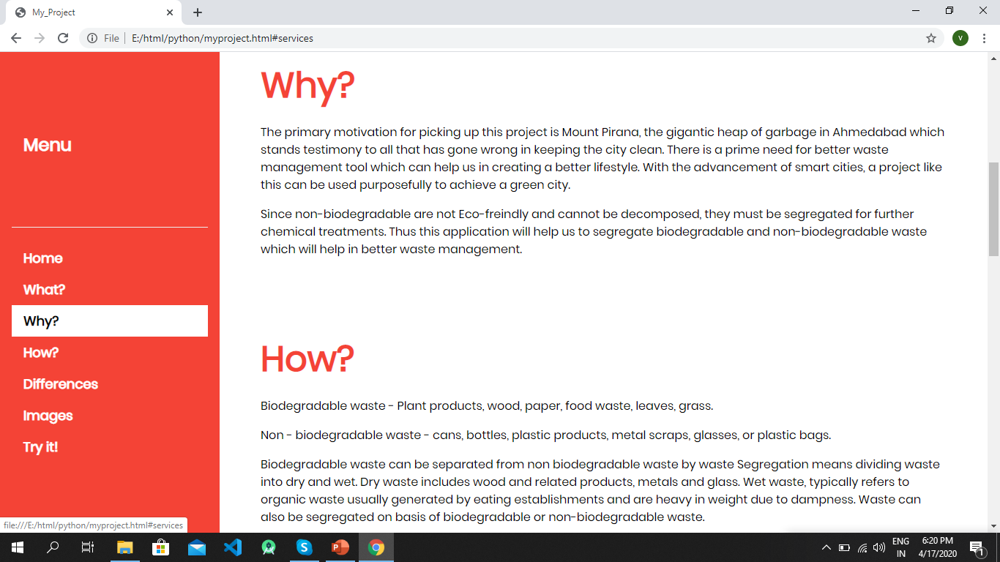 My_Project
File
E:/html/python/myproject.html#services
V
Menu
Home
What?
Why?
How?
Differences
Images
Try it!
Why?
The primary motivation for picking up this project is Mount Pirana, the gigantic heap of garbage in Ahmedabad which
stands testimony to all that has gone wrong in keeping the city clean. There is a prime need for better waste
management tool which can help us in creating a better lifestyle. With the advancement of smart cities, a project like
this can be used purposefully to achieve a green city.
Since non-biodegradable are not Eco-freindly and cannot be decomposed, they must be segregated for further
chemical treatments. Thus this application will help us to segregate biodegradable and non-biodegradable waste
which will help in better waste management.
How?
Biodegradable waste - Plant products, wood, paper, food waste, leaves, grass.
Non - biodegradable waste - cans, bottles, plastic products, metal scraps, glasses, or plastic bags.
Biodegradable waste can be separated from non biodegradable waste by waste Segregation means dividing waste
into dry and wet. Dry waste includes wood and related products, metals and glass. Wet waste, typically refers to
organic waste usually generated by eating establishments and are heavy in weight due to dampness. Waste can
also be segregated on basis of biodegradable or non-biodegradable waste.
file:///E:/html/python/myproject.html#services
ENG
IN
6:20 PM
4/17/2020
1